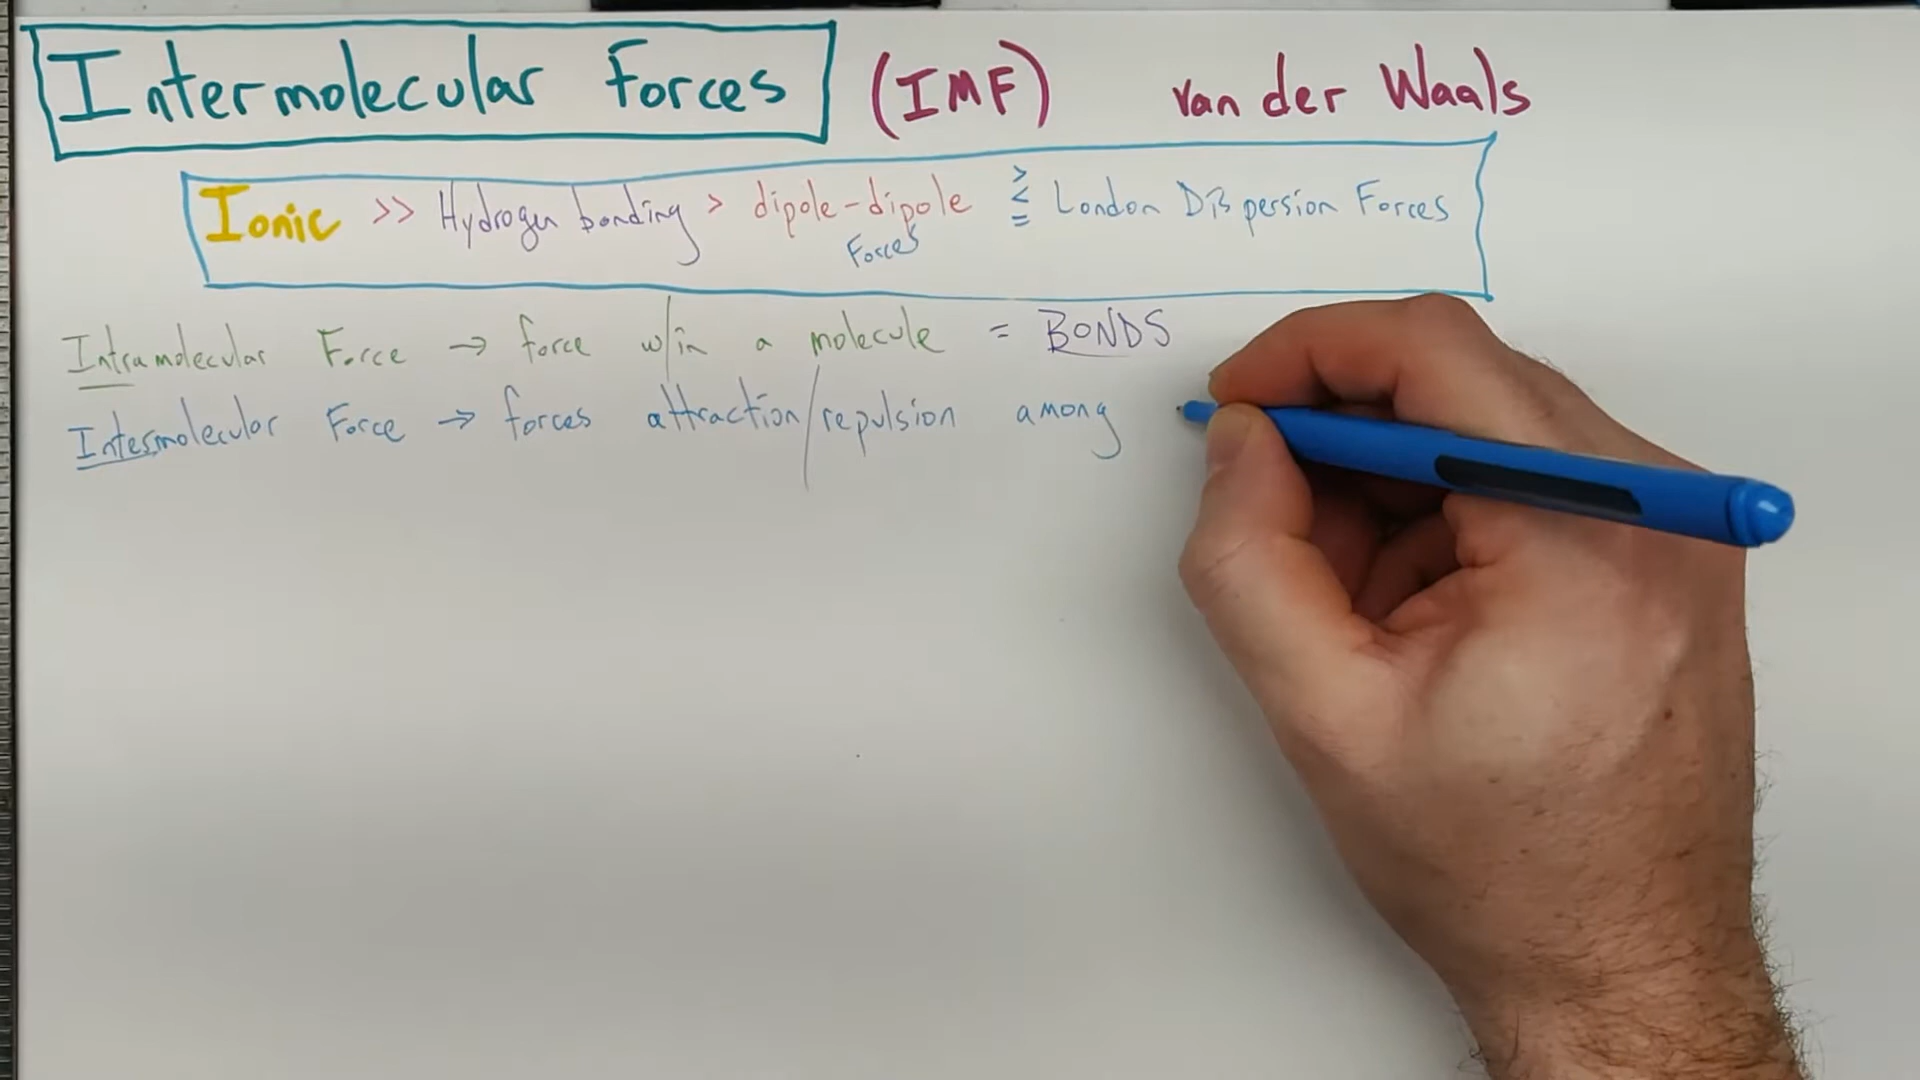 Intermolecular Forces (IMF) van der Waals
Ionic >> Hydrogen bonding > dipole-dipole ><= London Dispersion Forces
Forces
Intramolecular Force → force w/in a molecule = BONDS
Intermolecular Force → forces attraction/repulsion among